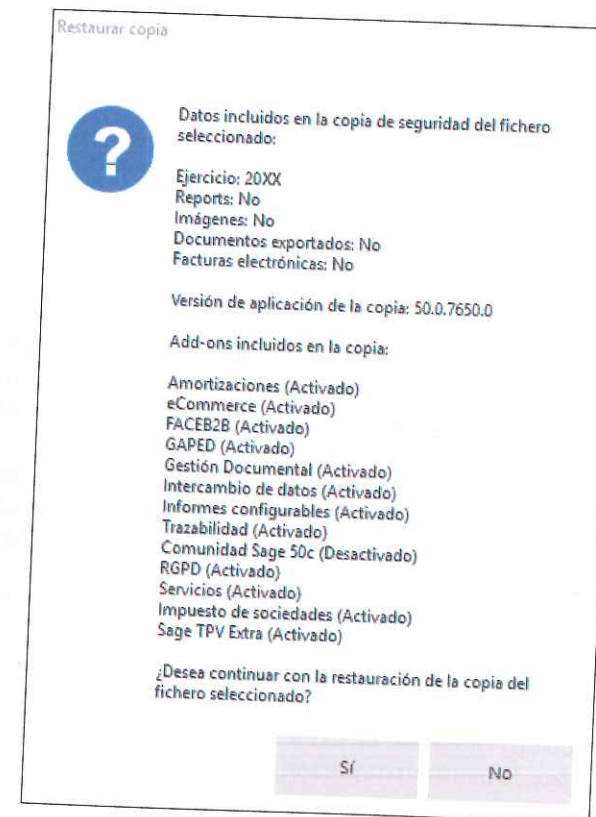 Restaurar copia
?
Datos incluidos en la copia de seguridad del fichero
seleccionado:
Ejercicio: 20XX
Reports: No
Imágenes: No
Documentos exportados: No
Facturas electrónicas: No
Versión de aplicación de la copia: 50.0.7650.0
Add-ons incluidos en la copia:
Amortizaciones (Activado)
eCommerce (Activado)
FACEB2B (Activado)
GAPED (Activado)
Gestión Documental (Activado)
Intercambio de datos (Activado)
Informes configurables (Activado)
Trazabilidad (Activado)
Comunidad Sage 50c (Desactivado)
RGPD (Activado)
Servicios (Activado)
Impuesto de sociedades (Activado)
Sage TPV Extra (Activado)
¿Desea continuar con la restauración de la copia del
fichero seleccionado?
Sí
No